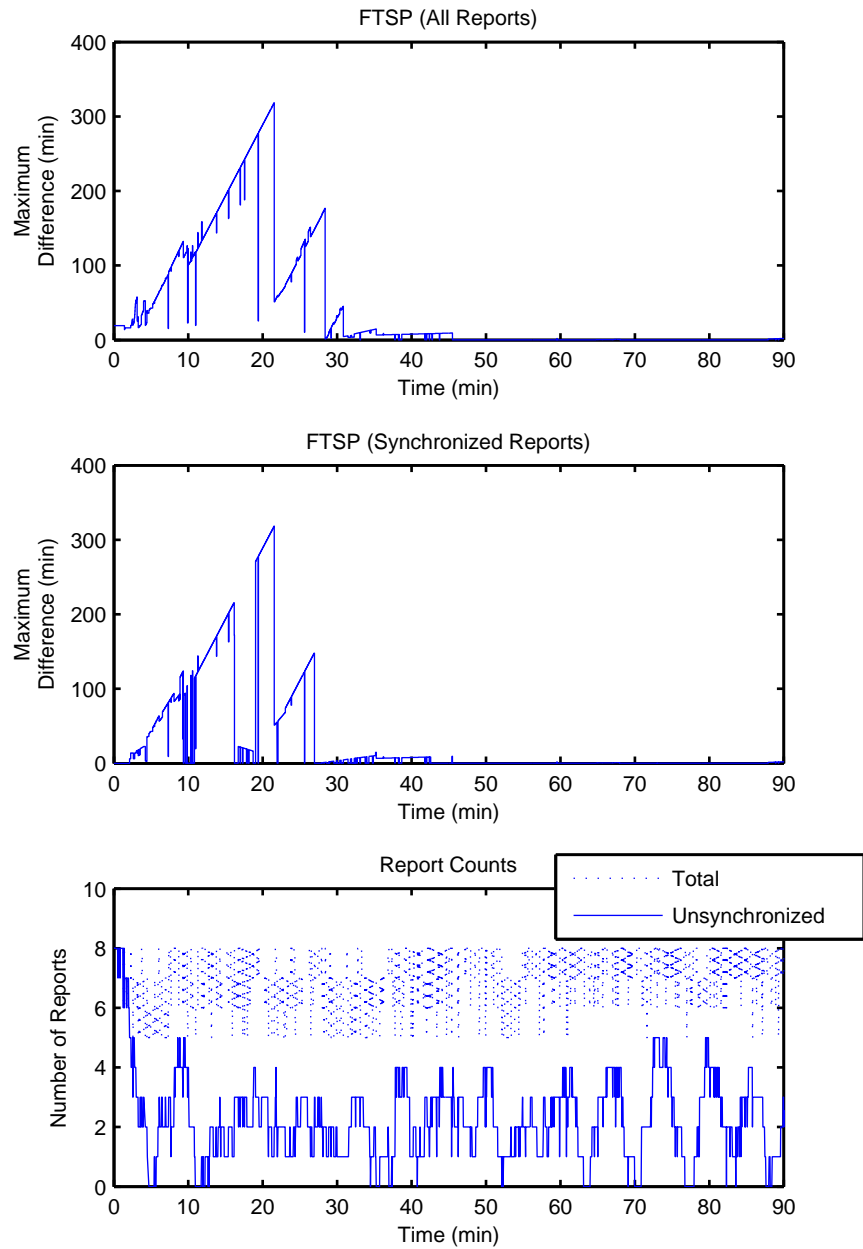 FTSP (All Reports)
400
300
200
100
0
Maximum
Difference (min)
0 10 20 30 40 50 60 70 80 90
Time (min)
FTSP (Synchronized Reports)
400
300
200
100
0
Maximum
Difference (min)
0 10 20 30 40 50 60 70 80 90
Time (min)
Report Counts
Total
Unsynchronized
10
8
6
4
2
0
Number of Reports
0 10 20 30 40 50 60 70 80 90
Time (min)